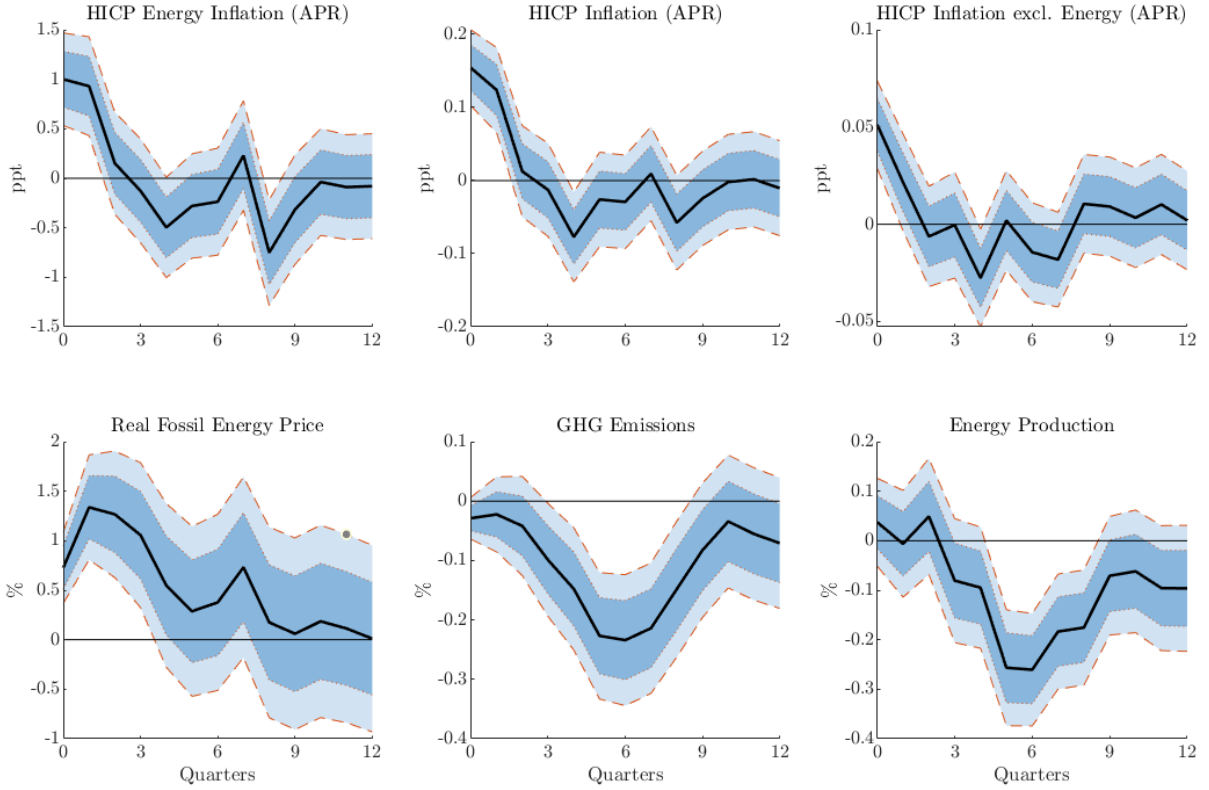 HICP Energy Inflation (APR)
1.5
1
0.5
0
-0.5
-1
-1.5
ppt
0 3 6 9 12
HICP Inflation (APR)
0.2
0.1
0
-0.1
-0.2
ppt
0 3 6 9 12
HICP Inflation excl. Energy (APR)
0.1
0.05
0
-0.05
ppt
0 3 6 9 12
Real Fossil Energy Price
2
1.5
1
0.5
0
-0.5
-1
%
0 3 6 9 12
Quarters
GHG Emissions
0.1
0
-0.1
-0.2
-0.3
-0.4
%
0 3 6 9 12
Quarters
Energy Production
0.2
0.1
0
-0.1
-0.2
-0.3
-0.4
%
0 3 6 9 12
Quarters